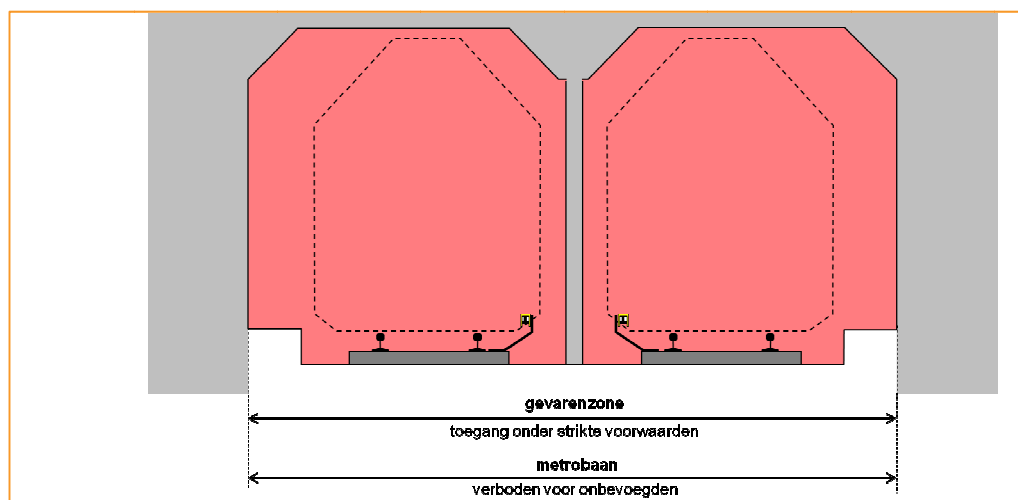 gevarenzone
toegang onder strikte voorwaarden
metrobaan
verboden voor onbevoegden